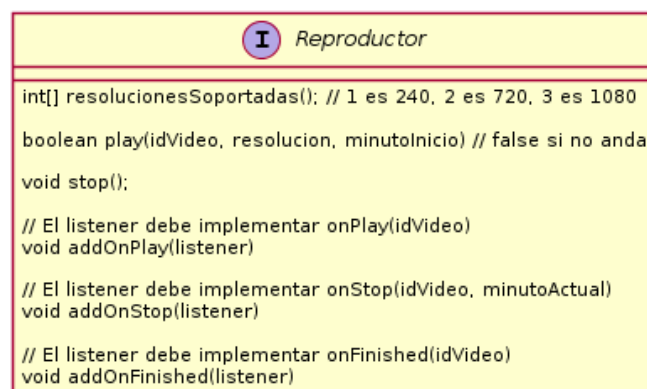 I Reproductor
int[] resolucionesSoportadas(); // 1 es 240, 2 es 720, 3 es 1080
boolean play(idVideo, resolucion, minutoInicio) // false si no anda
void stop();
// El listener debe implementar onPlay(idVideo)
void addOnPlay(listener)
// El listener debe implementar onStop(idVideo, minutoActual)
void addOnStop(listener)
// El listener debe implementar onFinished(idVideo)
void addOnFinished(listener)